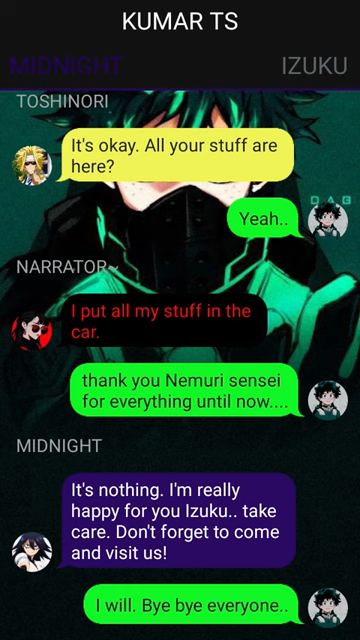 KUMAR TS
MIDNIGHT
IZUKU
TOSHINORI
It's okay. All your stuff are
here?
Yeah..
D A E
NARRATOR~
I put all my stuff in the
car.
thank you Nemuri sensei
for everything until now....
MIDNIGHT
It's nothing. I'm really
happy for you Izuku.. take
care. Don't forget to come
and visit us!
I will. Bye bye everyone..